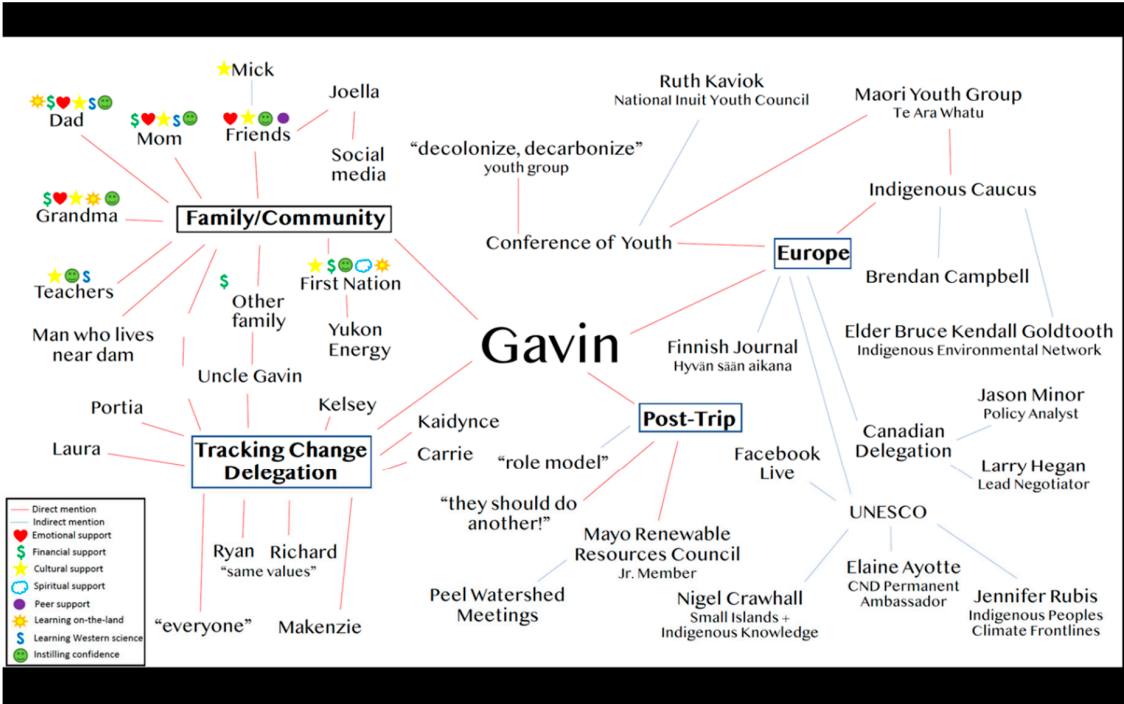 Mick
Joella
Dad
Mom
Friends
Social
media
Grandma
Family/Community
Teachers
Man who lives
near dam
Other
family
First Nation
Yukon
Energy
Uncle Gavin
Gavin
Ruth Kaviok
National Inuit Youth Council
Maori Youth Group
Te Ara Whatu
“decolonize, decarbonize”
youth group
Indigenous Caucus
Conference of Youth
Europe
Brendan Campbell
Elder Bruce Kendall Goldtooth
Indigenous Environmental Network
Finnish Journal
Hyvän sään aikana
Portia
Kelsey
Kaidynce
Laura
Tracking Change
Delegation
Carrie
Ryan
Richard
“same values”
“everyone”
Makenzie
Post-Trip
“role model”
“they should do
another!”
Mayo Renewable
Resources Council
Jr. Member
Peel Watershed
Meetings
Jason Minor
Policy Analyst
Canadian
Delegation
Larry Hegan
Lead Negotiator
Facebook
Live
UNESCO
Elaine Ayotte
CND Permanent
Ambassador
Nigel Crawhall
Small Islands +
Indigenous Knowledge
Jennifer Rubis
Indigenous Peoples
Climate Frontlines
Direct mention
Indirect mention
Emotional support
$ Financial support
Cultural support
Spiritual support
Peer support
Learning on-the-land
S Learning Western science
Instilling confidence